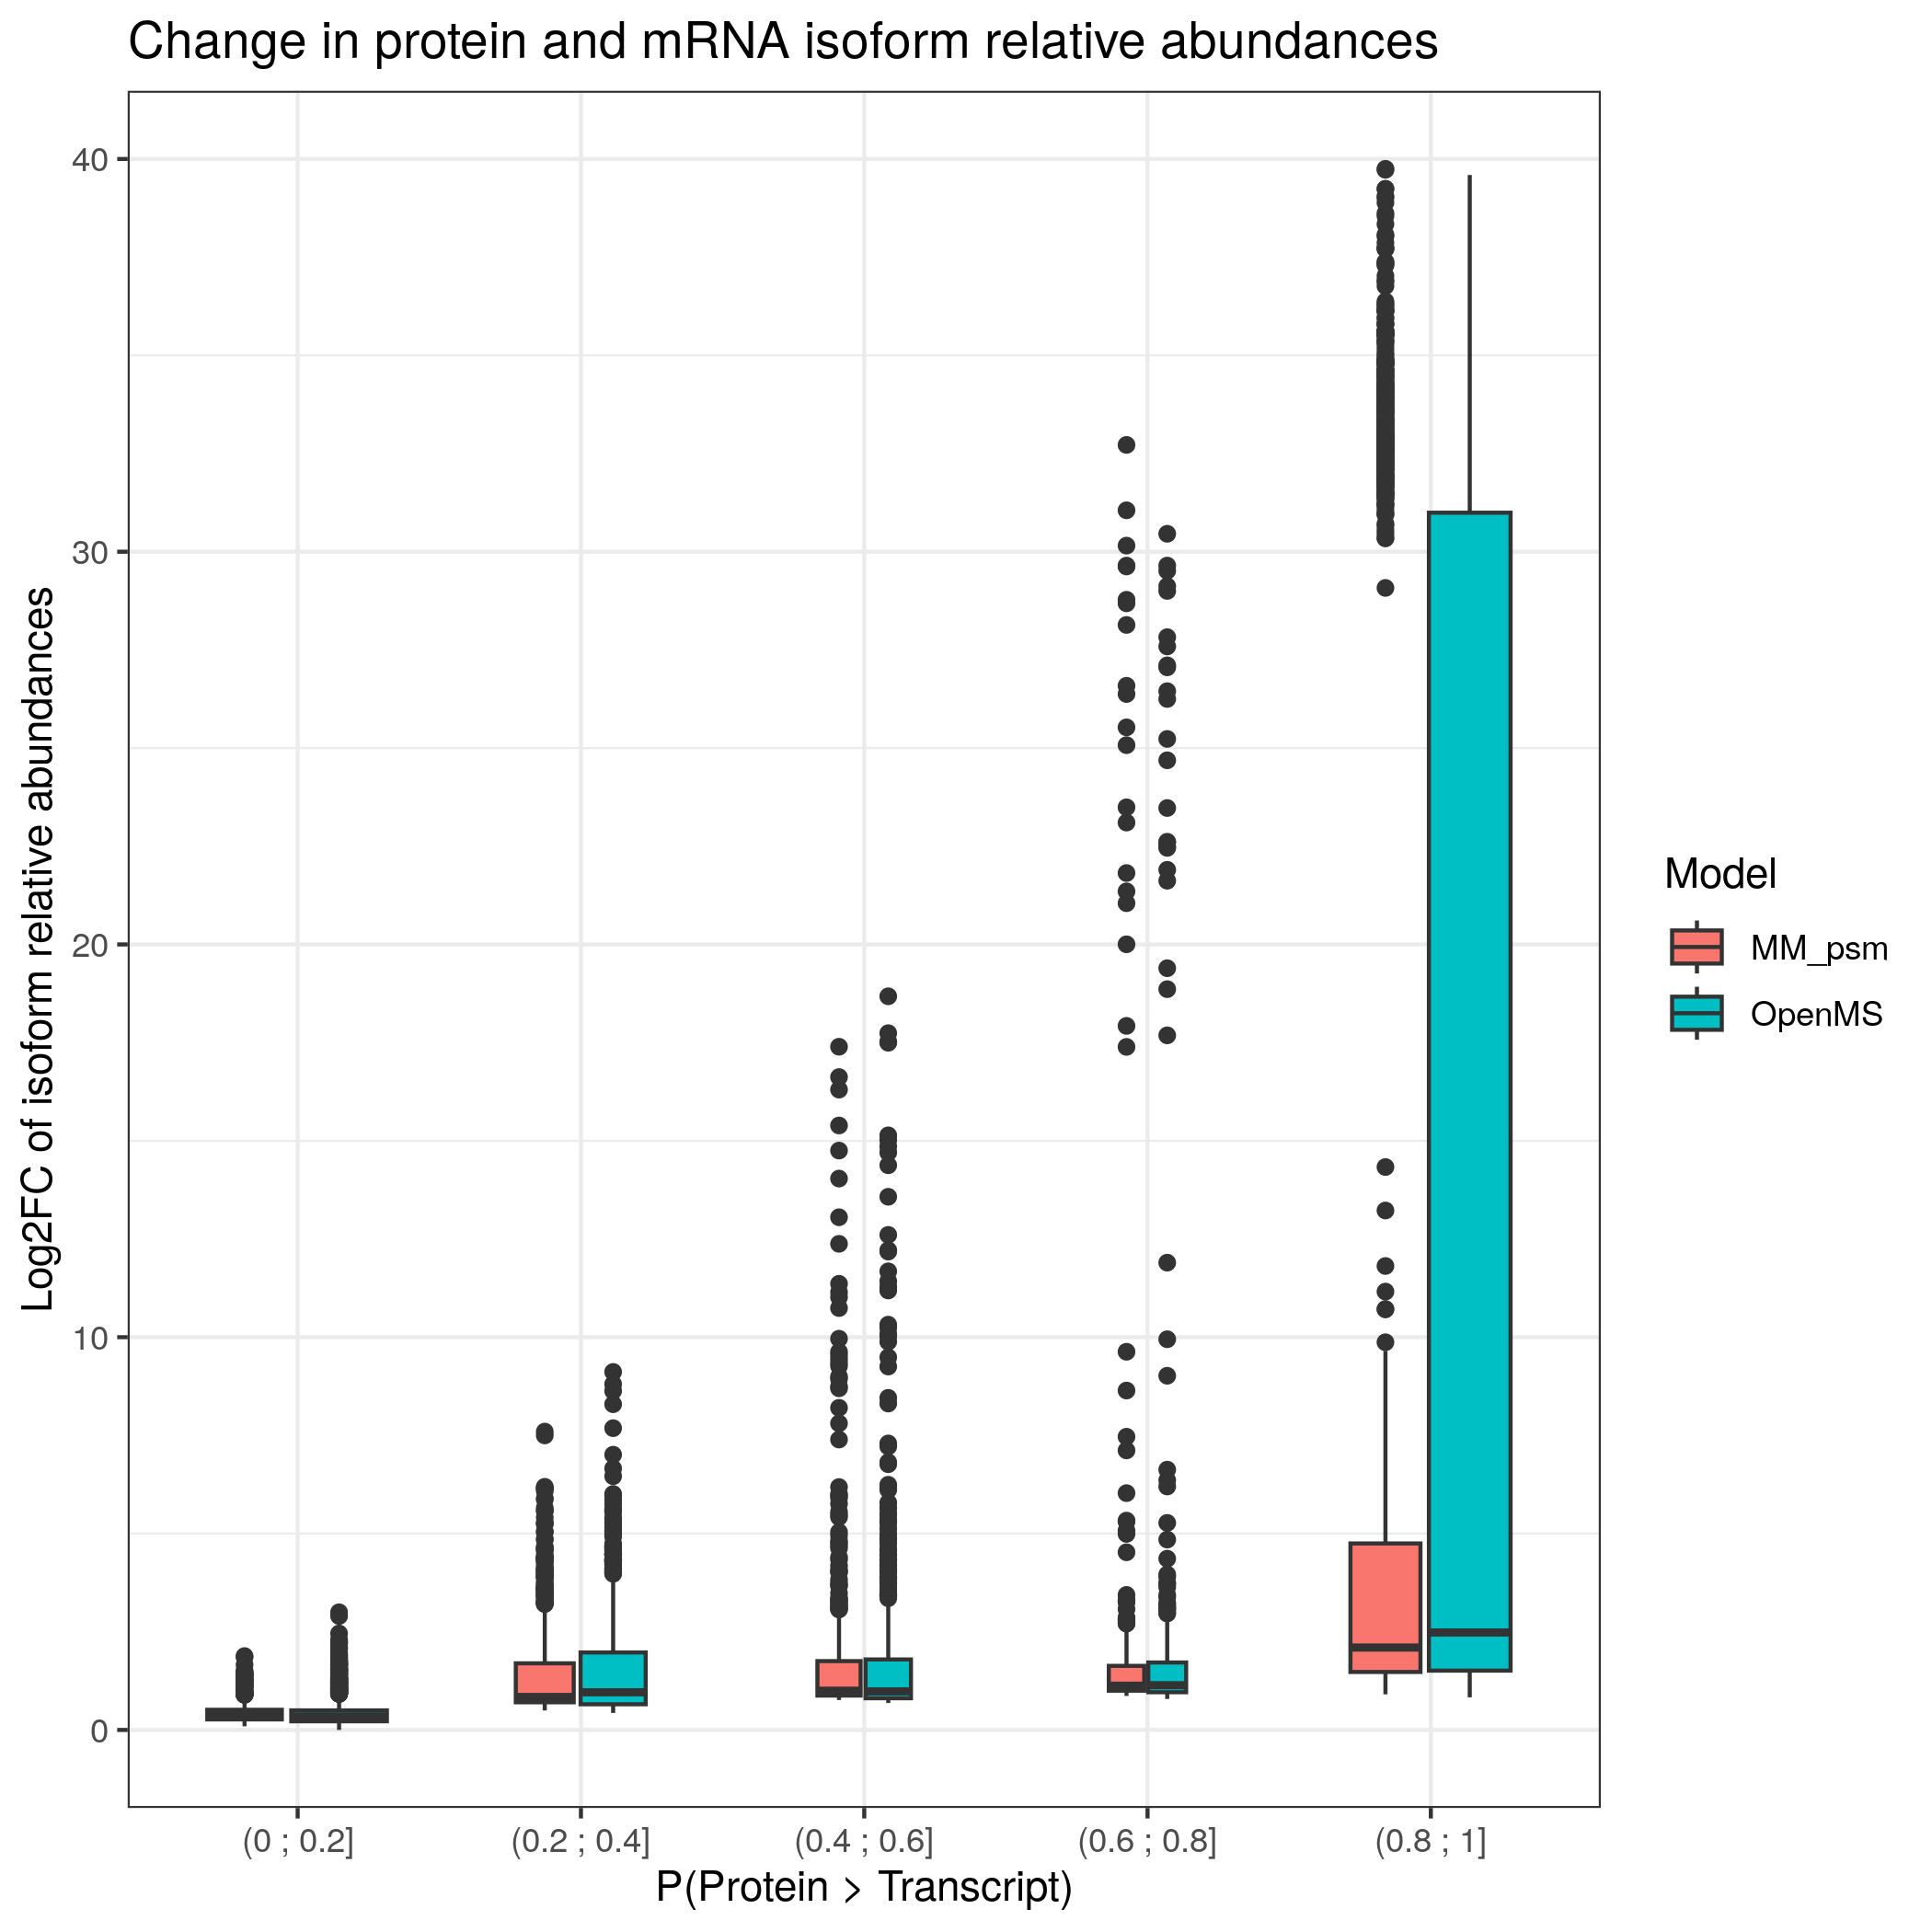 Change in protein and mRNA isoform relative abundances
Log2FC of isoform relative abundances
40
30
20
10
0
(0 ; 0.2]
(0.2 ; 0.4]
(0.4 ; 0.6]
(0.6 ; 0.8]
(0.8 ; 1]
P(Protein > Transcript)
Model
MM_psm
OpenMS